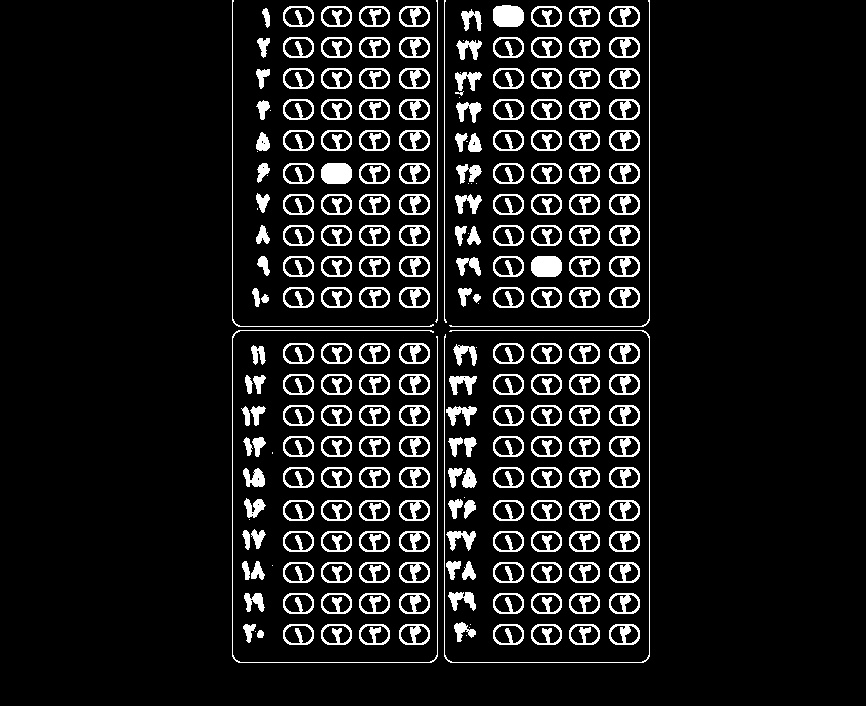 ۱ ۱ ۲ ۳ ۴
۲ ۱ ۲ ۳ ۴
۳ ۱ ۲ ۳ ۴
۴ ۱ ۲ ۳ ۴
۵ ۱ ۲ ۳ ۴
۶ ۱ ۳ ۴
۷ ۱ ۲ ۳ ۴
۸ ۱ ۲ ۳ ۴
۹ ۱ ۲ ۳ ۴
۱۰ ۱ ۲ ۳ ۴
۱۱ ۱ ۲ ۳ ۴
۱۲ ۱ ۲ ۳ ۴
۱۳ ۱ ۲ ۳ ۴
۱۴ ۱ ۲ ۳ ۴
۱۵ ۱ ۲ ۳ ۴
۱۶ ۱ ۲ ۳ ۴
۱۷ ۱ ۲ ۳ ۴
۱۸ ۱ ۲ ۳ ۴
۱۹ ۱ ۲ ۳ ۴
۲۰ ۱ ۲ ۳ ۴
۲۱ ۲ ۳ ۴
۲۲ ۱ ۲ ۳ ۴
۲۳ ۱ ۲ ۳ ۴
۲۴ ۱ ۲ ۳ ۴
۲۵ ۱ ۲ ۳ ۴
۲۶ ۱ ۲ ۳ ۴
۲۷ ۱ ۲ ۳ ۴
۲۸ ۱ ۲ ۳ ۴
۲۹ ۱ ۳ ۴
۳۰ ۱ ۲ ۳ ۴
۳۱ ۱ ۲ ۳ ۴
۳۲ ۱ ۲ ۳ ۴
۳۳ ۱ ۲ ۳ ۴
۳۴ ۱ ۲ ۳ ۴
۳۵ ۱ ۲ ۳ ۴
۳۶ ۱ ۲ ۳ ۴
۳۷ ۱ ۲ ۳ ۴
۳۸ ۱ ۲ ۳ ۴
۳۹ ۱ ۲ ۳ ۴
۴۰ ۱ ۲ ۳ ۴